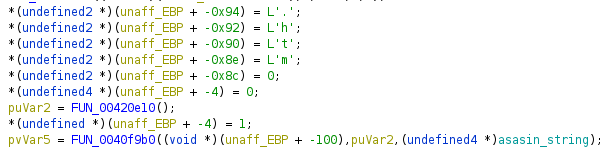 *(undefined2 *)(unaff_EBP + -0x94) = L'.';
*(undefined2 *)(unaff_EBP + -0x92) = L'h';
*(undefined2 *)(unaff_EBP + -0x90) = L't';
*(undefined2 *)(unaff_EBP + -0x8e) = L'm';
*(undefined2 *)(unaff_EBP + -0x8c) = 0;
*(undefined4 *)(unaff_EBP + -4) = 0;
puVar2 = FUN_00420e10();
*(undefined *)(unaff_EBP + -4) = 1;
pvVar5 = FUN_0040f9b0((void *)(unaff_EBP + -100),puVar2,(undefined4 *)asasin_string);